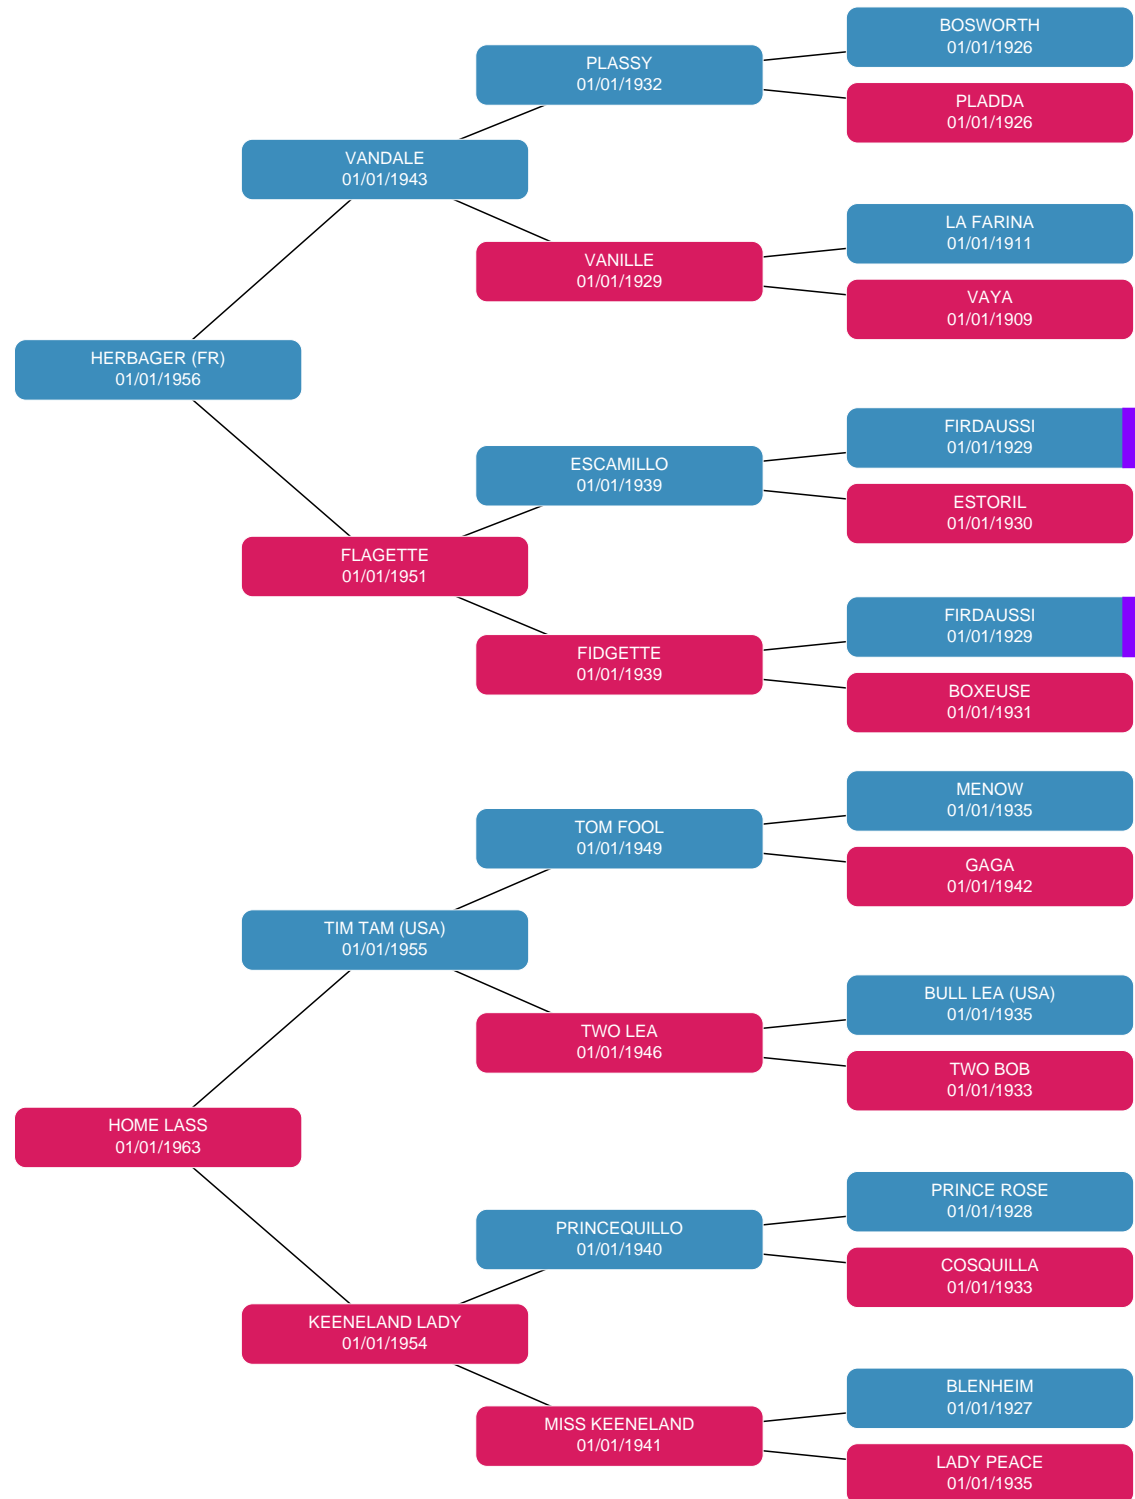 BOSWORTH
01/01/1926
PLASSY
01/01/1932
PLADDA
01/01/1926
VANDALE
01/01/1943
LA FARINA
01/01/1911
VANILLE
01/01/1929
VAYA
01/01/1909
HERBAGER (FR)
01/01/1956
FIRDAUSSI
01/01/1929
ESCAMILLO
01/01/1939
ESTORIL
01/01/1930
FLAGETTE
01/01/1951
FIRDAUSSI
01/01/1929
FIDGETTE
01/01/1939
BOXEUSE
01/01/1931
MENOW
01/01/1935
TOM FOOL
01/01/1949
GAGA
01/01/1942
TIM TAM (USA)
01/01/1955
BULL LEA (USA)
01/01/1935
TWO LEA
01/01/1946
TWO BOB
01/01/1933
HOME LASS
01/01/1963
PRINCE ROSE
01/01/1928
PRINCEQUILLO
01/01/1940
COSQUILLA
01/01/1933
KEENELAND LADY
01/01/1954
BLENHEIM
01/01/1927
MISS KEENELAND
01/01/1941
LADY PEACE
01/01/1935